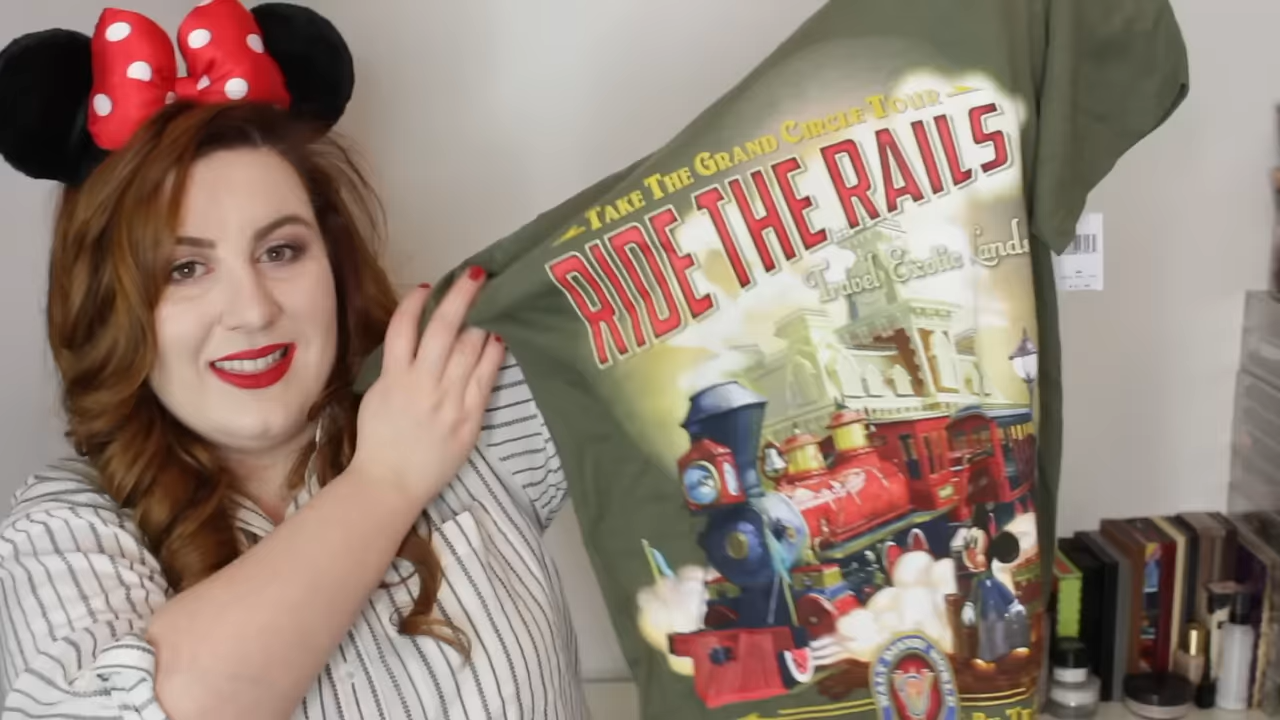 TAKE THE GRAND CIRCLE TOUR
RIDE THE RAILS
Travel Exotic Lands